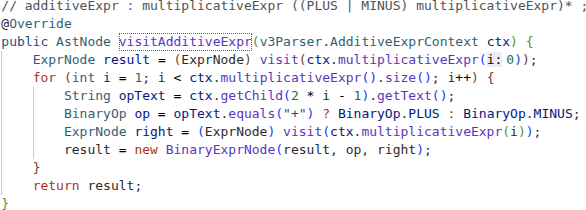 // additiveExpr : multiplicativeExpr ((PLUS | MINUS) multiplicativeExpr)* ;
@Override
public AstNode visitAdditiveExpr(v3Parser.AdditiveExprContext ctx) {
    ExprNode result = (ExprNode) visit(ctx.multiplicativeExpr(i: 0));
    for (int i = 1; i < ctx.multiplicativeExpr().size(); i++) {
        String opText = ctx.getChild(2 * i - 1).getText();
        BinaryOp op = opText.equals("+") ? BinaryOp.PLUS : BinaryOp.MINUS;
        ExprNode right = (ExprNode) visit(ctx.multiplicativeExpr(i));
        result = new BinaryExprNode(result, op, right);
    }
    return result;
}